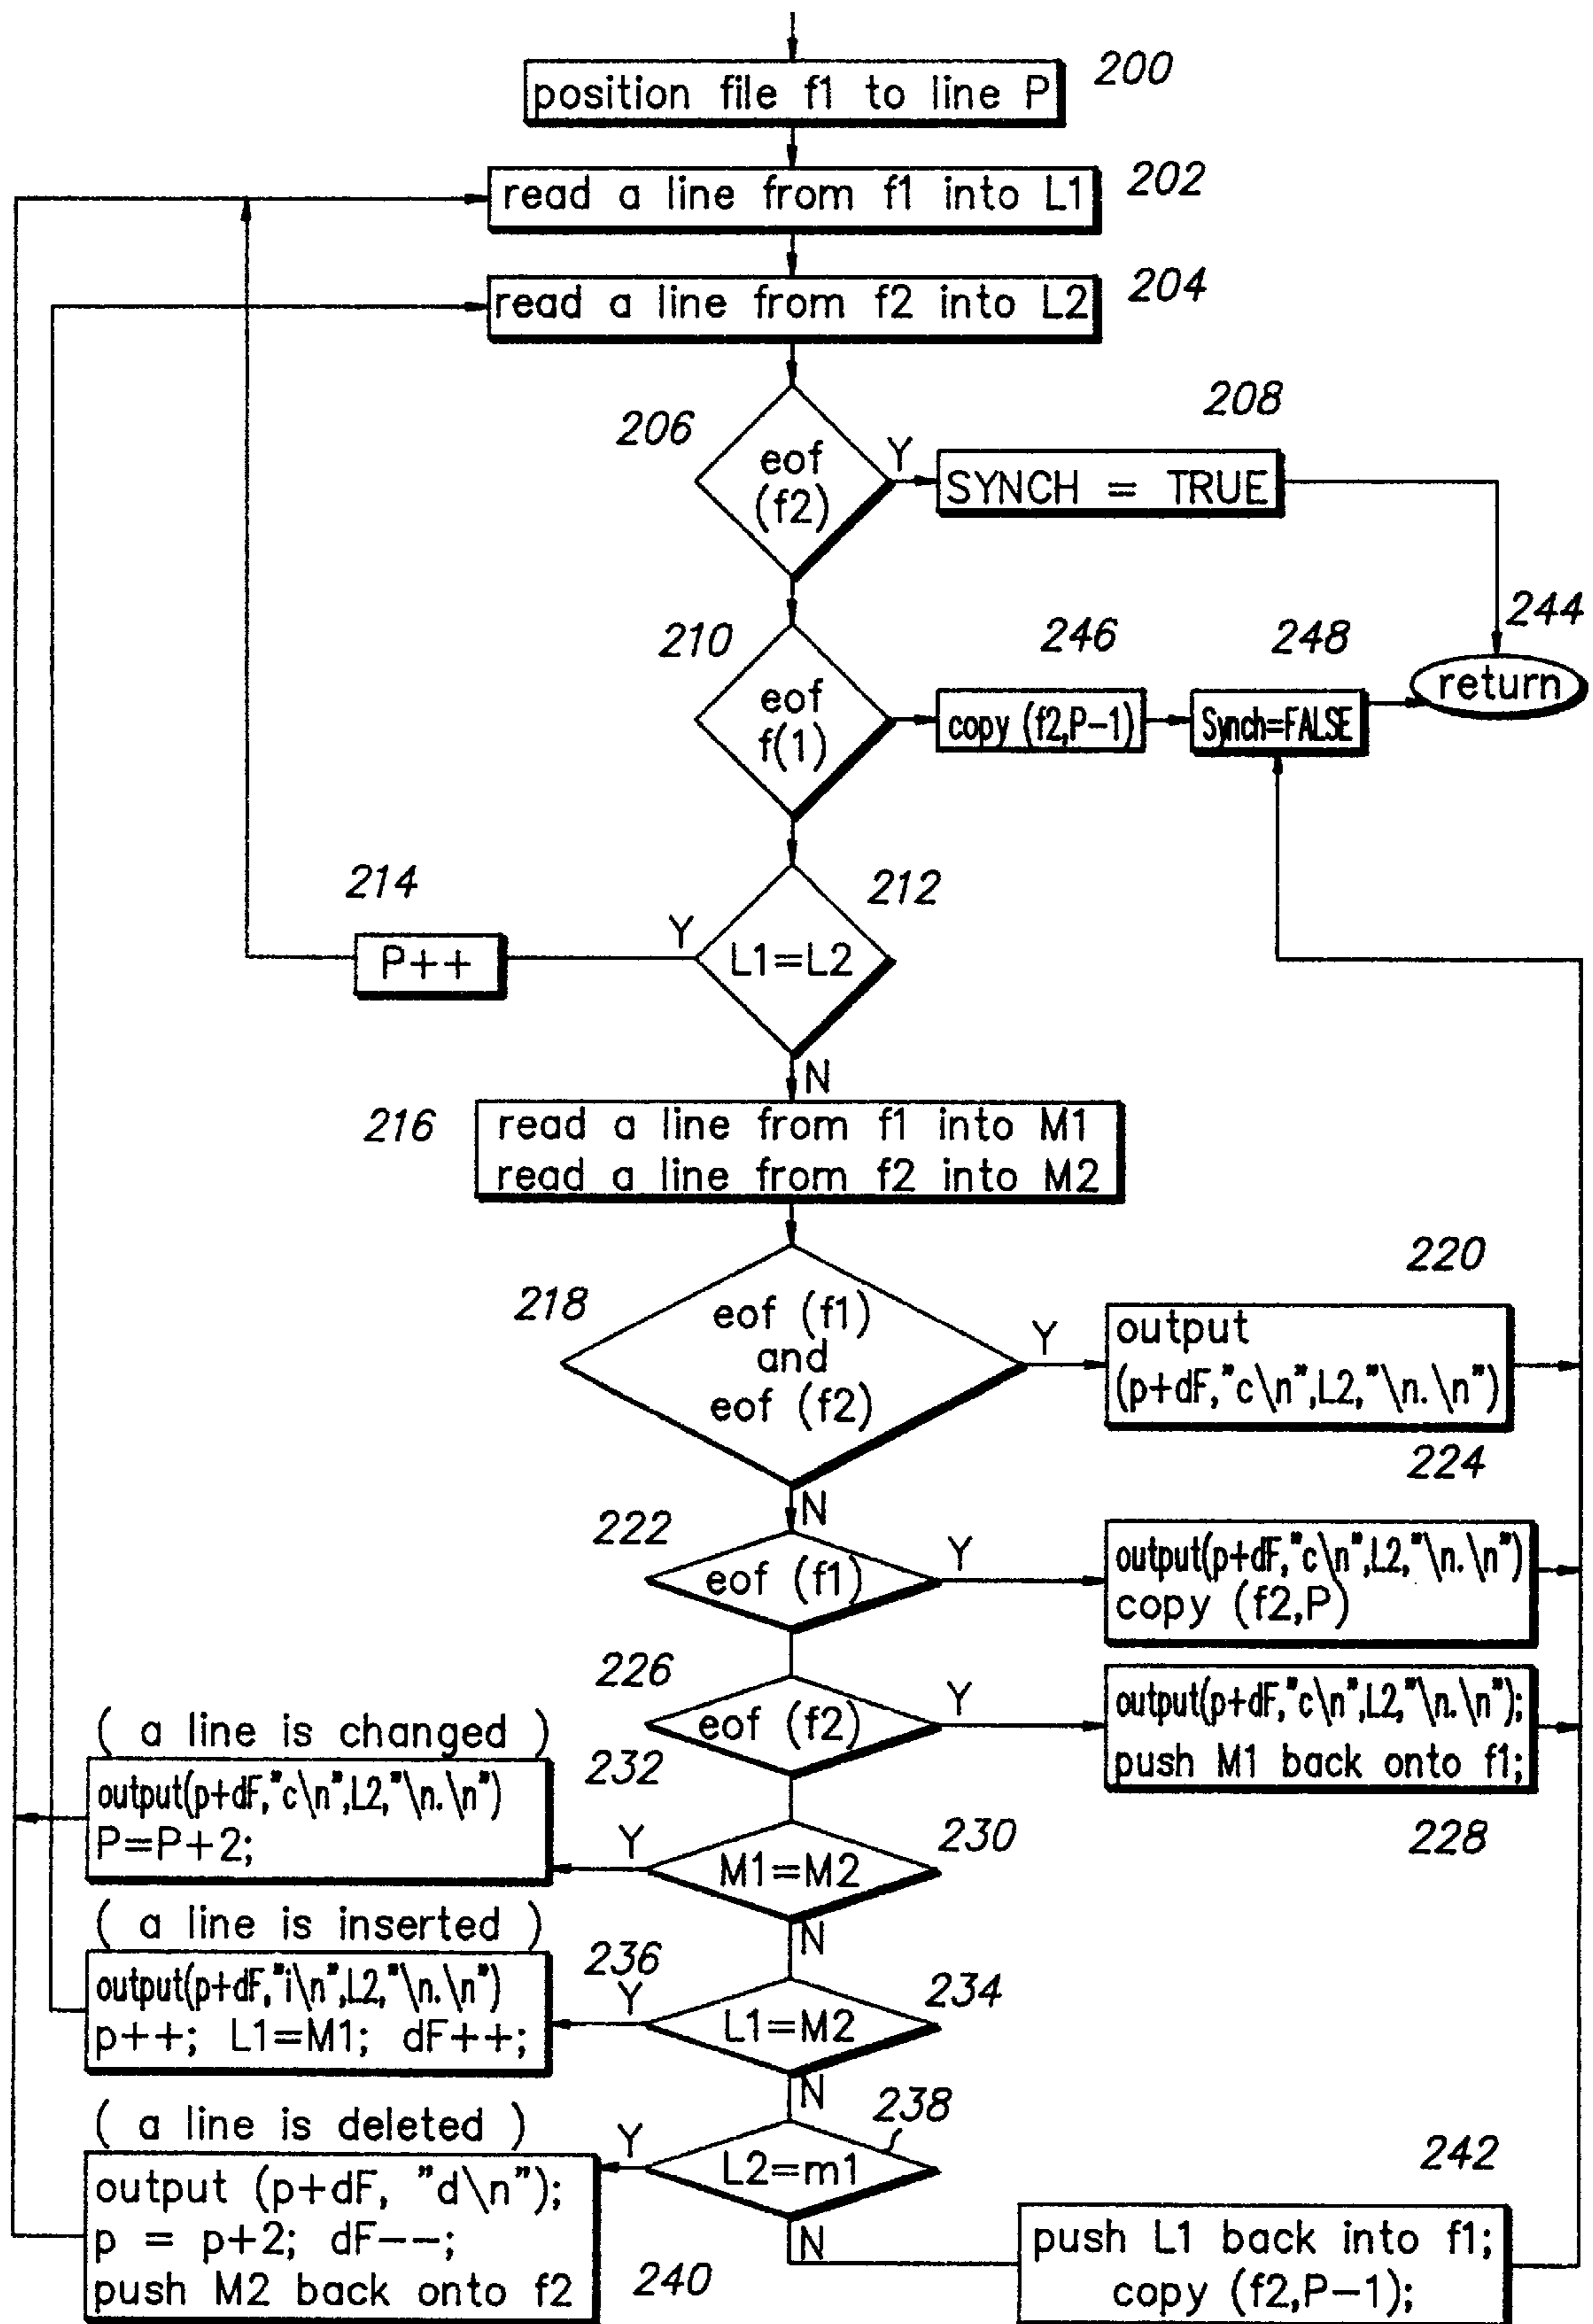 200
position file f1 to line P
202
read a line from f1 into L1
204
read a line from f2 into L2
206
eof
(f2)
Y
208
SYNCH = TRUE
244
return
210
eof
f(1)
246
copy (f2,P-1)
248
Synch=FALSE
214
P++
Y
212
L1=L2
N
216
read a line from f1 into M1
read a line from f2 into M2
218
eof (f1)
and
eof (f2)
Y
220
output
(p+dF,"c\n",L2,"\n.\n")
N
222
eof (f1)
Y
224
output(p+dF,"c\n",L2,"\n.\n")
copy (f2,P)
226
eof (f2)
Y
output(p+dF,"c\n",L2,"\n.\n");
push M1 back onto f1;
228
( a line is changed )
232
output(p+dF,"c\n",L2,"\n.\n")
P=P+2;
Y
M1=M2
230
N
( a line is inserted )
236
output(p+dF,"i\n",L2,"\n.\n")
p++; L1=M1; dF++;
Y
L1=M2
234
N
( a line is deleted )
output (p+dF, "d\n");
p = p+2; dF--;
push M2 back onto f2
240
Y
L2=m1
238
N
242
push L1 back into f1;
copy (f2,P-1);